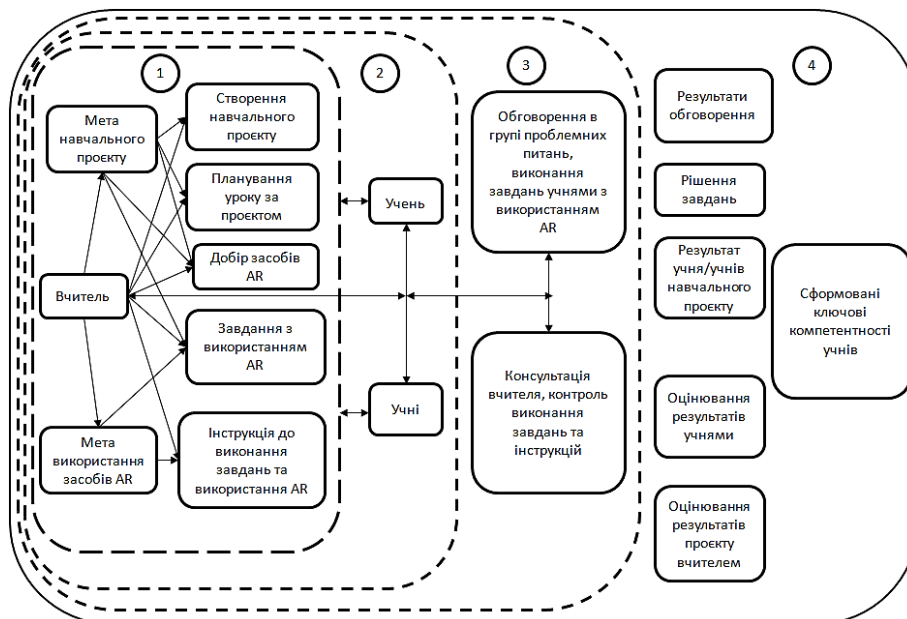 1
2
3
4
Мета
навчального
проєкту
Створення
навчального
проєкту
Планування
уроку за
проєктом
Добір засобів AR
Вчитель
Завдання з
використанням
AR
Мета
використання
засобів AR
Інструкція до
виконання
завдань та
використання AR
Учень
Учні
Обговорення в
групі проблемних
питань,
виконання
завдань учнями з
використанням
AR
Консультація
вчителя, контроль
виконання
завдань та
інструкцій
Результати
обговорення
Рішення
завдань
Результат
учня/учнів
навчального
проєкту
Оцінювання
результатів
учнями
Оцінювання
результатів
проєкту
вчителем
Сформовані
ключові
компетентності
учнів